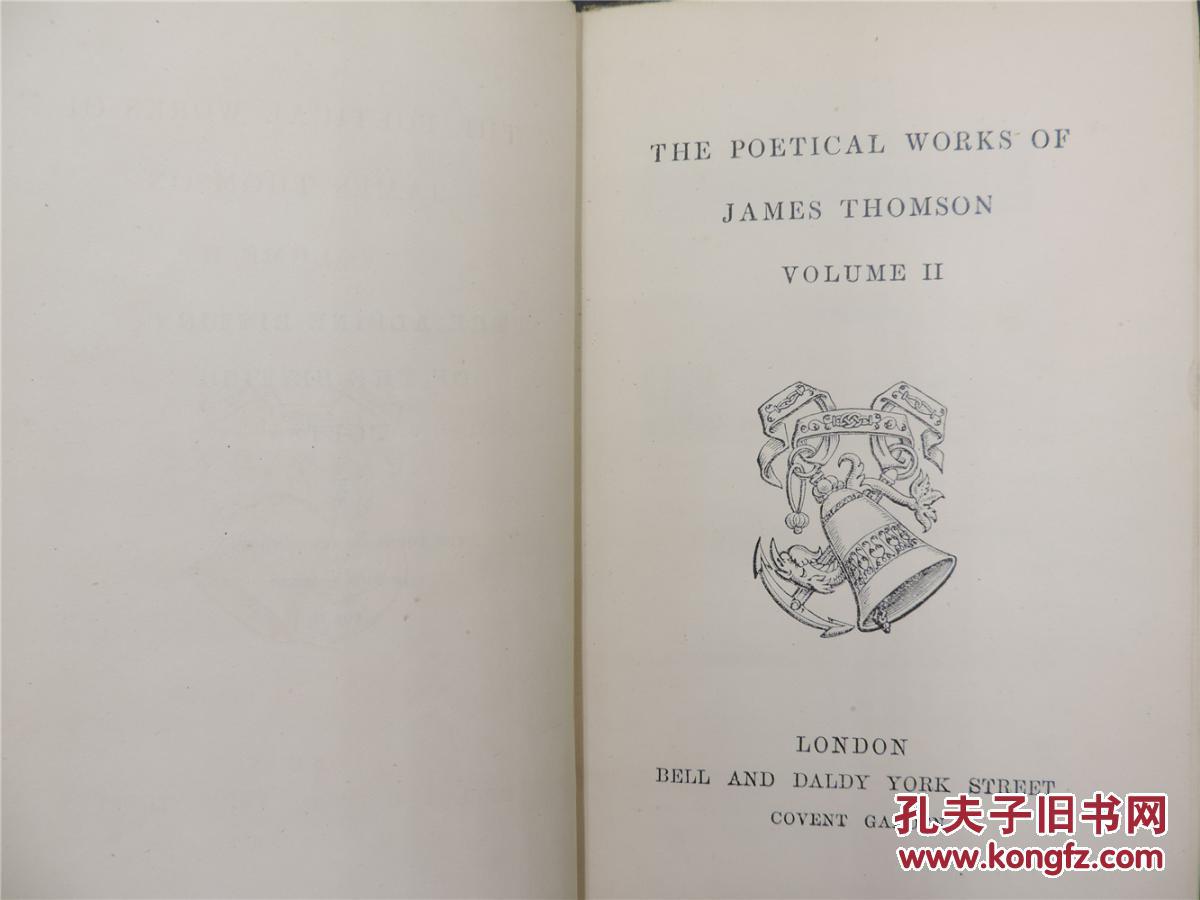 THE POETICAL WORKS OF
JAMES THOMSON
VOLUME II
LONDON
BELL AND DALDY YORK STREET
COVENT GARDEN
孔夫子旧书网
www.kongfz.com